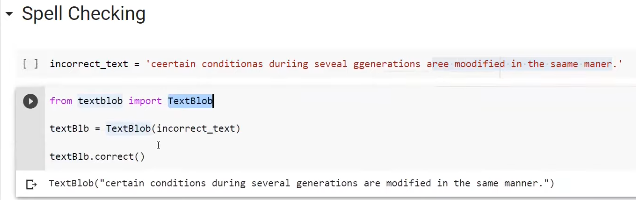 Spell Checking
[ ] incorrect_text = 'ceertain conditionas duriing seveal ggenerations aree moodified in the saame maner.'
from textblob import TextBlob
textBlb = TextBlob(incorrect_text)
textBlb.correct()
TextBlob("certain conditions during several generations are modified in the same manner.")